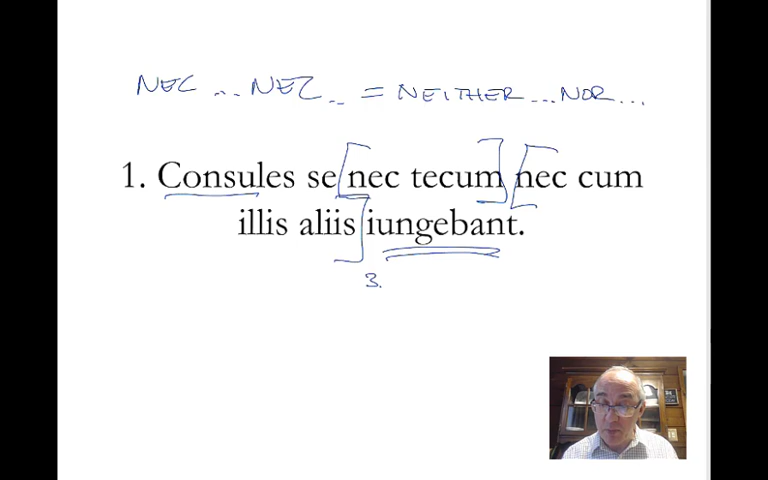 NEC ... NEC .. = NEITHER ... NOR ...
1. Consules se nec tecum nec cum
illis aliis iungebant.
3.